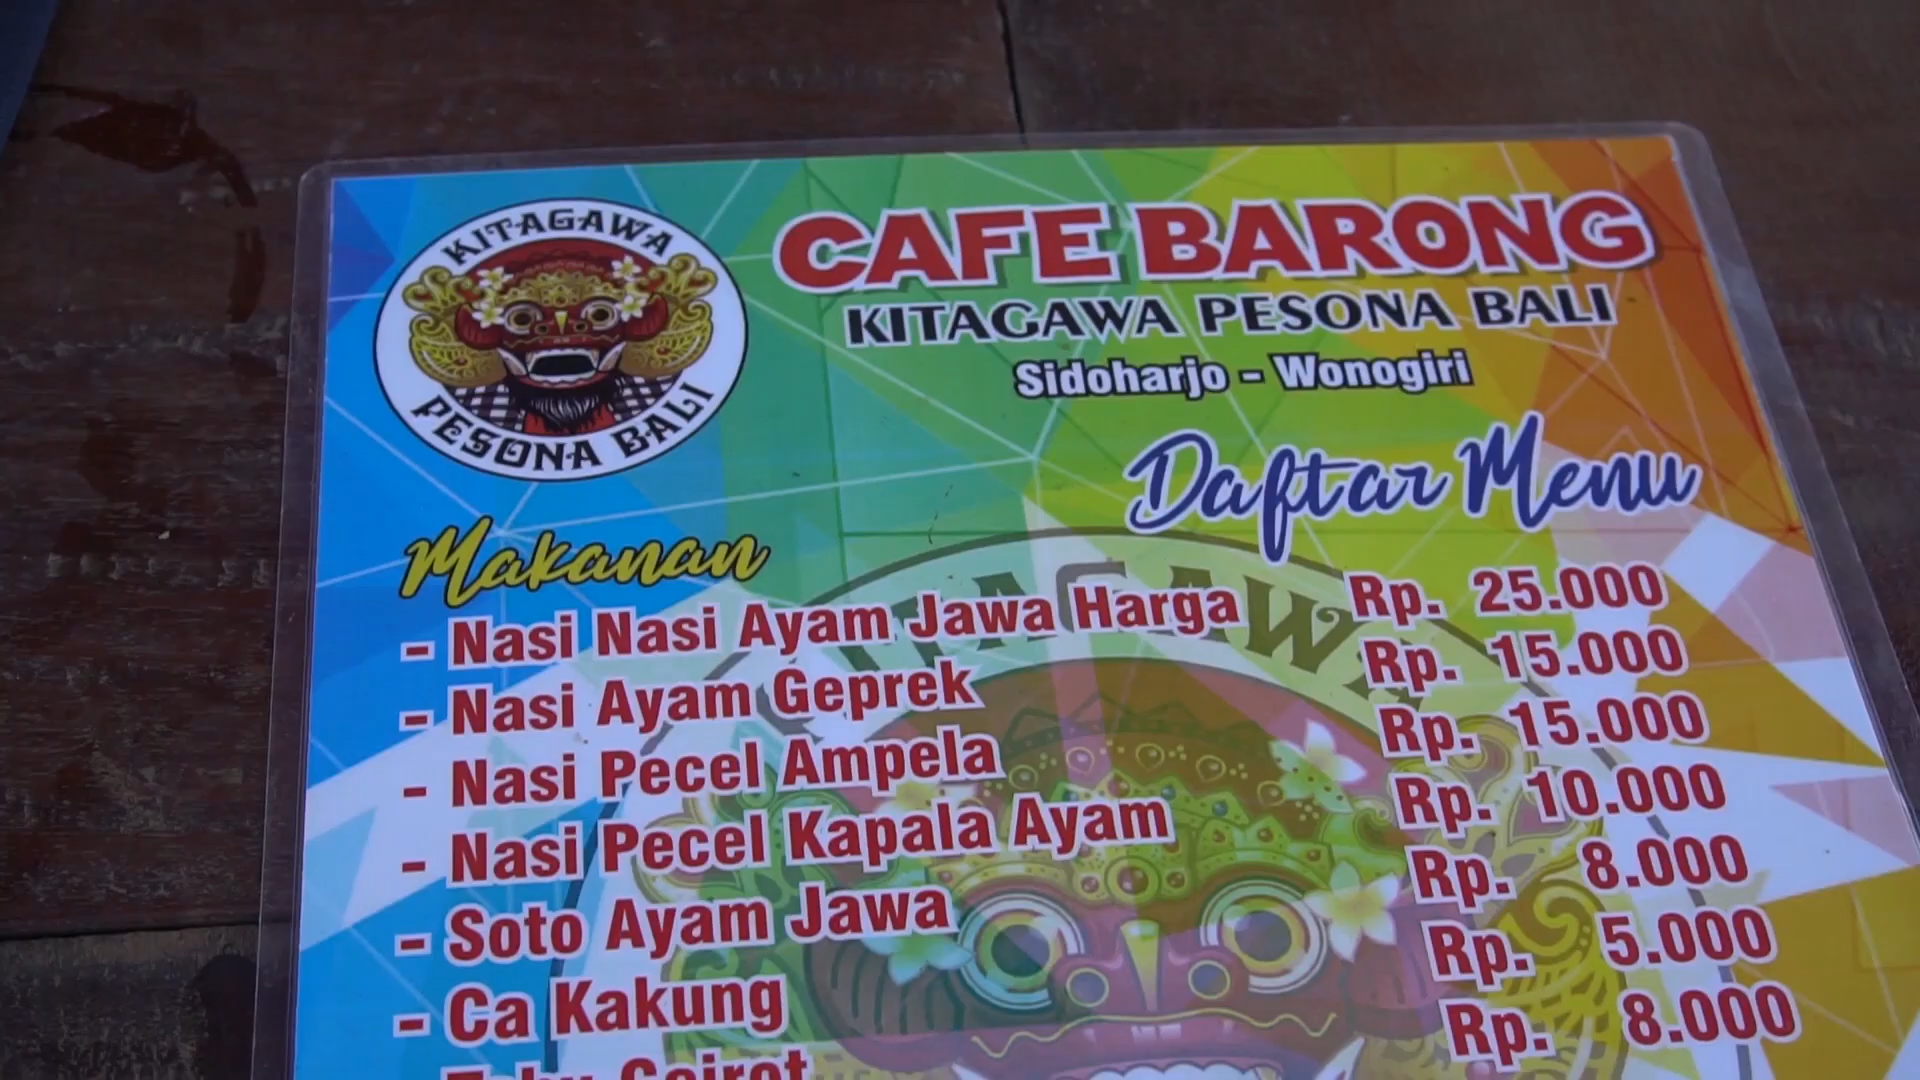 KITAGAWA
PESONA BALI
CAFE BARONG
KITAGAWA PESONA BALI
Sidoharjo - Wonogiri
Daftar Menu
Makanan
- Nasi Nasi Ayam Jawa Harga Rp. 25.000
- Nasi Ayam Geprek Rp. 15.000
- Nasi Pecel Ampela Rp. 15.000
- Nasi Pecel Kapala Ayam Rp. 10.000
- Soto Ayam Jawa Rp. 8.000
- Ca Kakung Rp. 5.000
Rp. 8.000